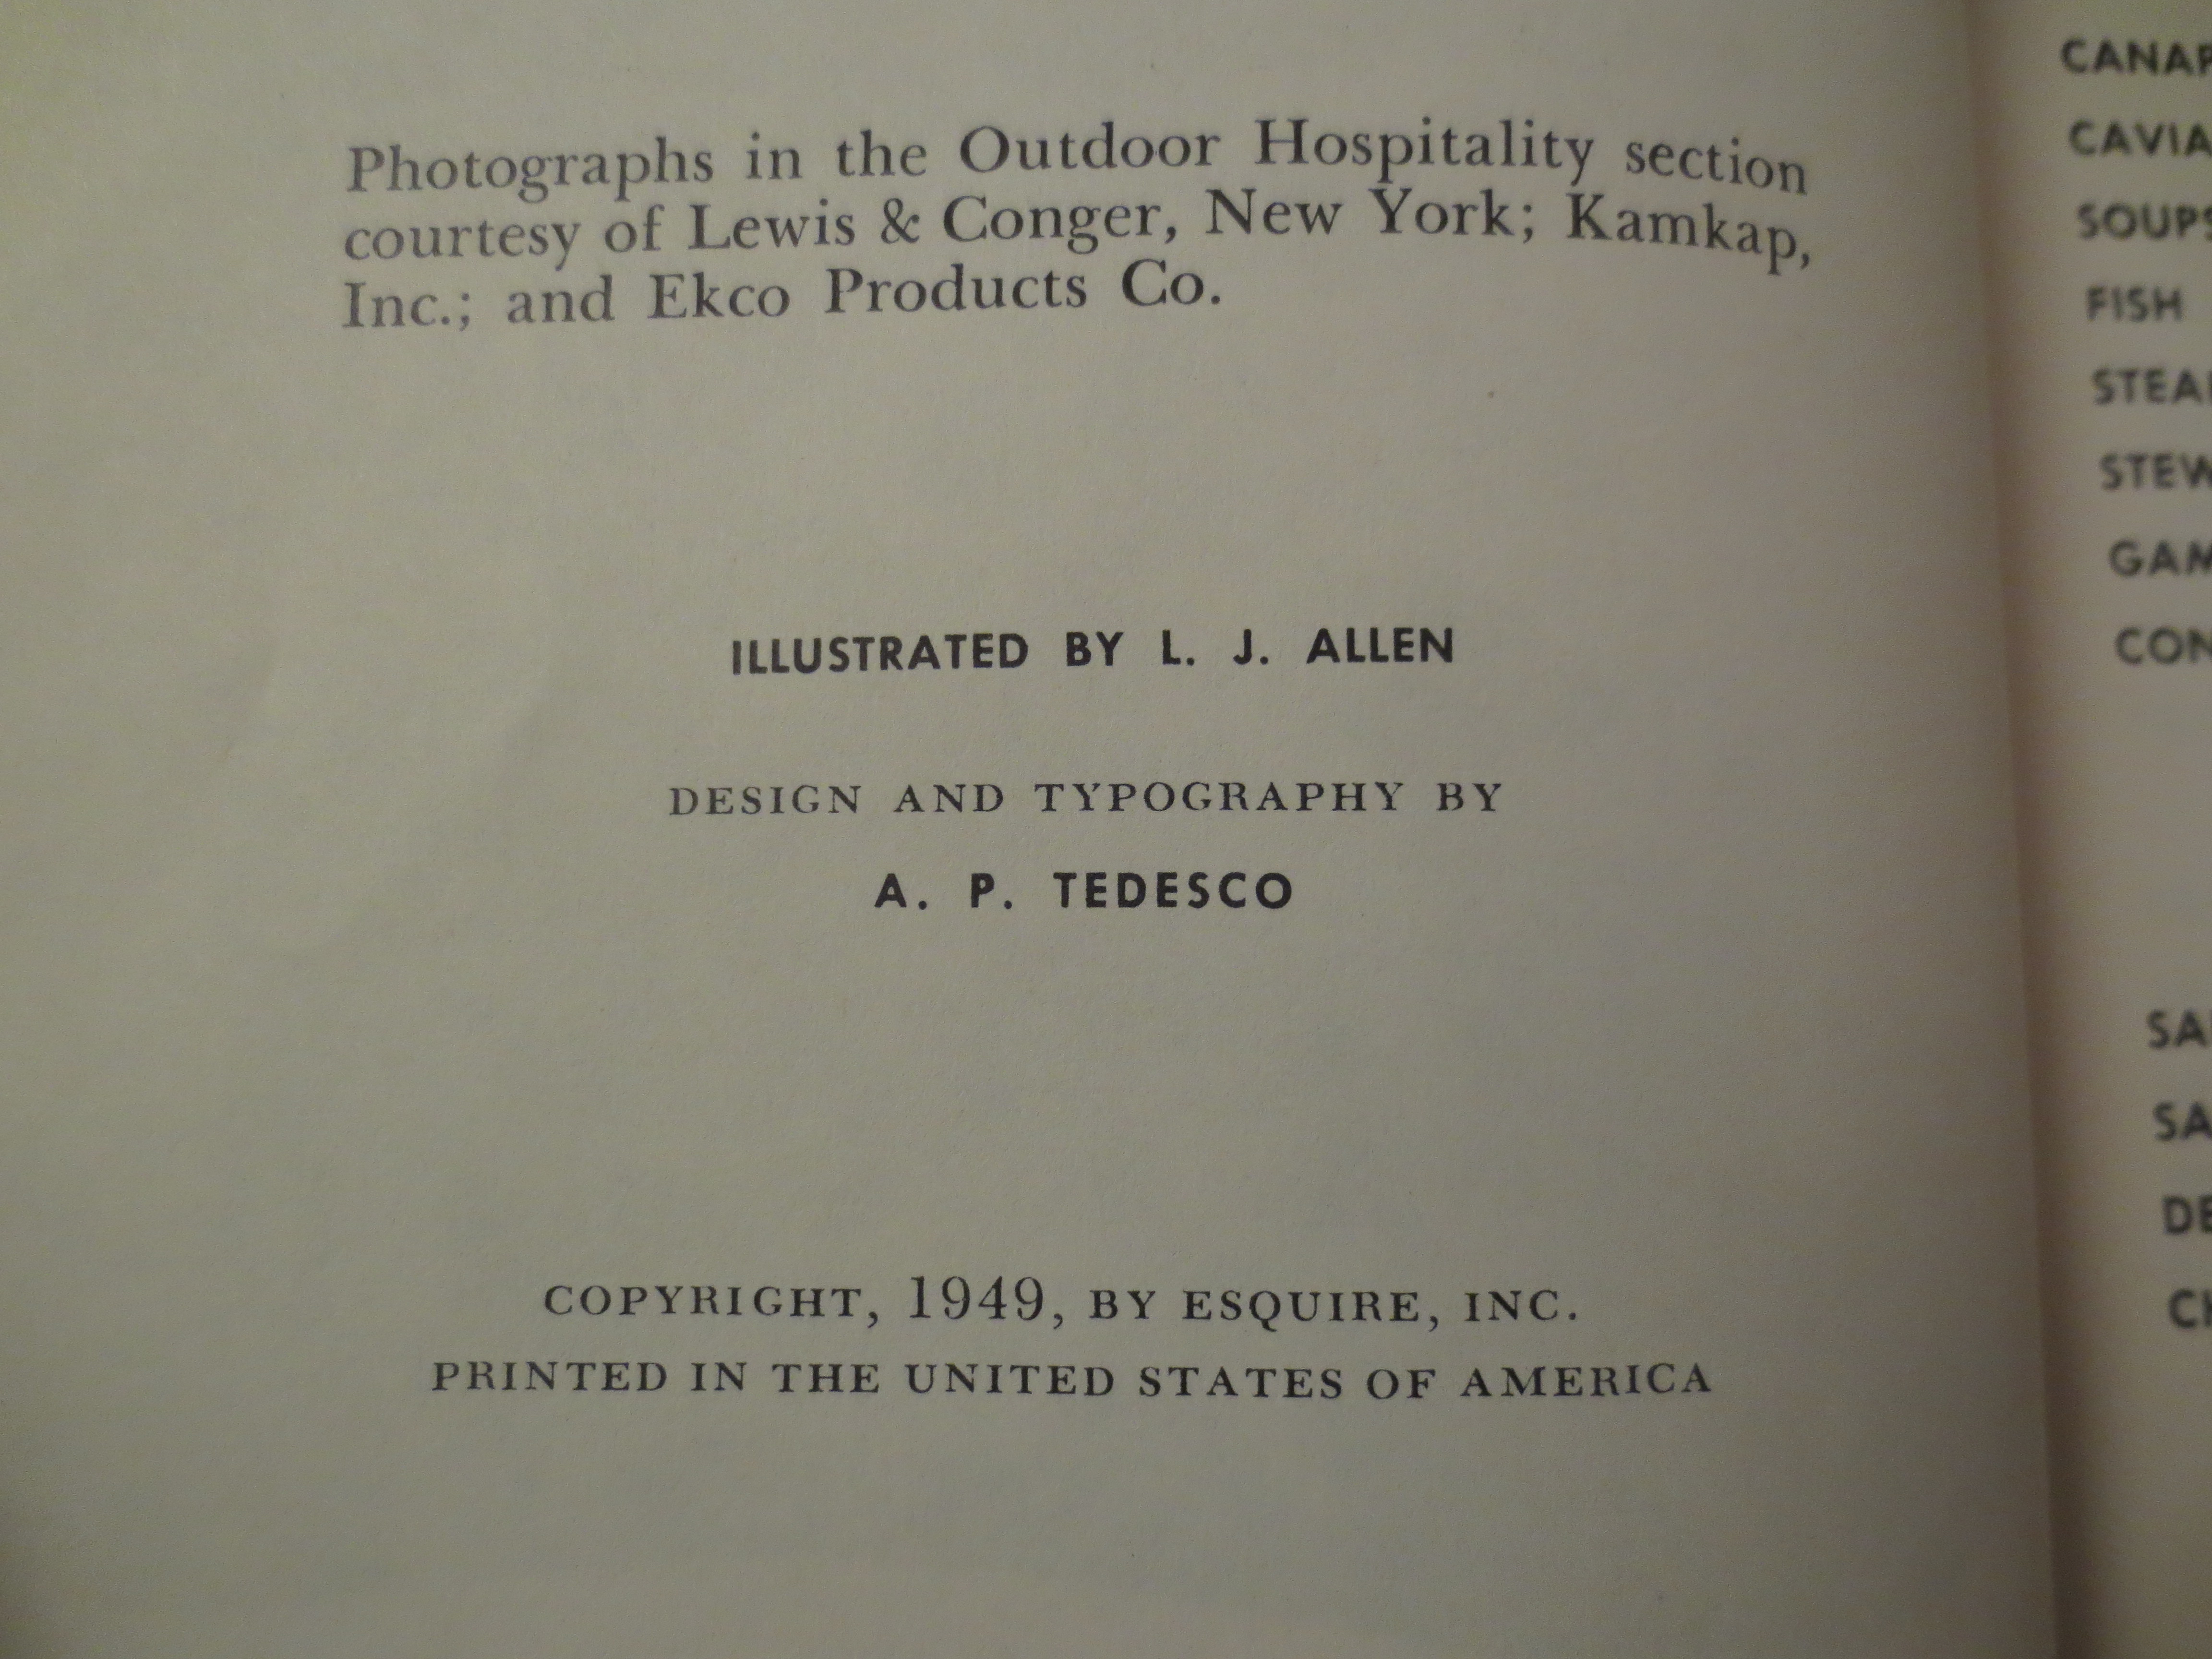 Photographs in the Outdoor Hospitality section
courtesy of Lewis & Conger, New York; Kamkap,
Inc.; and Ekco Products Co.
ILLUSTRATED BY L. J. ALLEN
DESIGN AND TYPOGRAPHY BY
A. P. TEDESCO
COPYRIGHT, 1949, BY ESQUIRE, INC.
PRINTED IN THE UNITED STATES OF AMERICA
SOUPS
FISH